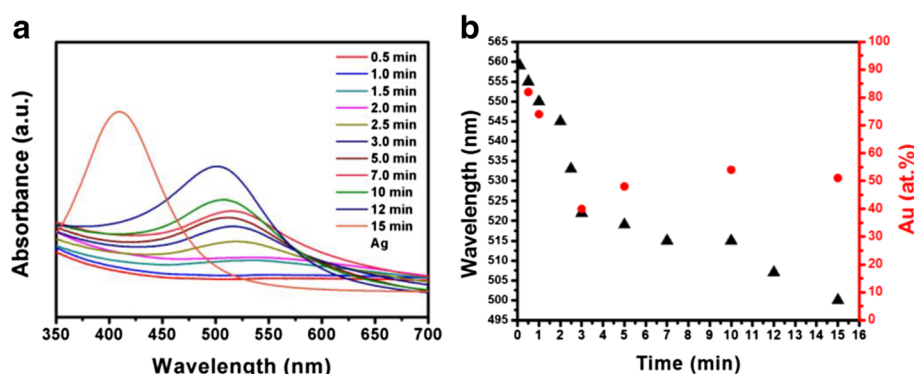 a
Absorbance (a.u.)
0.5 min
1.0 min
1.5 min
2.0 min
2.5 min
3.0 min
5.0 min
7.0 min
10 min
12 min
15 min
Ag
350 400 450 500 550 600 650 700
Wavelength (nm)
b
Wavelength (nm)
565
560
555
550
545
540
535
530
525
520
515
510
505
500
495
0 1 2 3 4 5 6 7 8 9 10 11 12 13 14 15 16
Time (min)
100
90
80
70
60
50
40
30
20
10
0
Au (at.%)